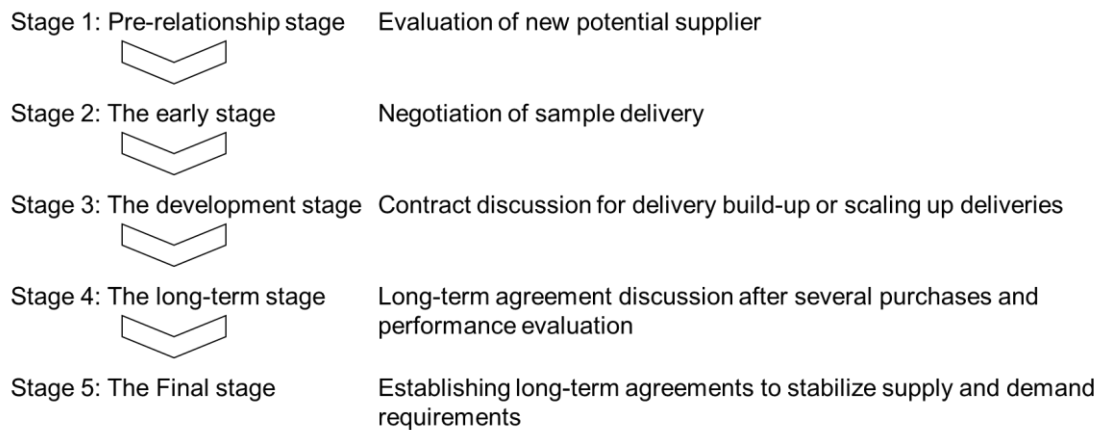 Stage 1: Pre-relationship stage Evaluation of new potential supplier
Stage 2: The early stage Negotiation of sample delivery
Stage 3: The development stage Contract discussion for delivery build-up or scaling up deliveries
Stage 4: The long-term stage Long-term agreement discussion after several purchases and
performance evaluation
Stage 5: The Final stage Establishing long-term agreements to stabilize supply and demand
requirements